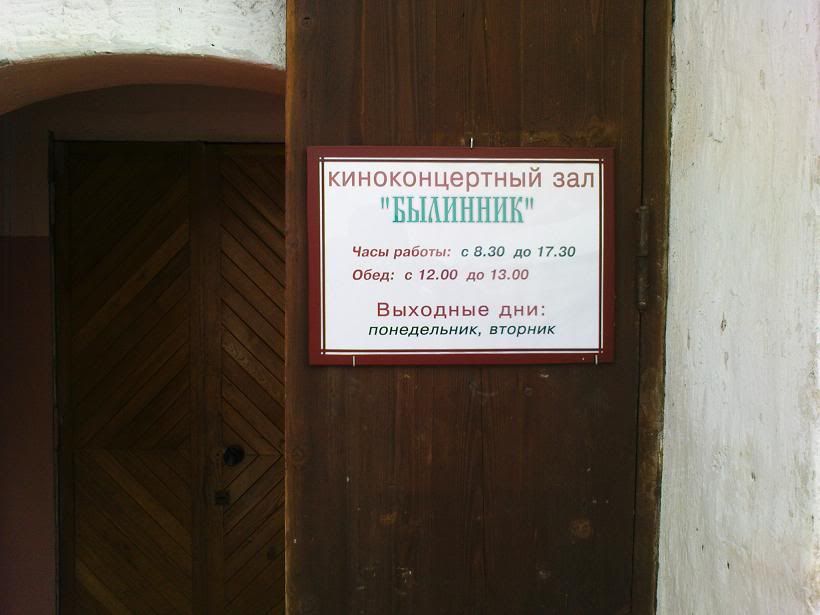 киноконцертный зал
"БЫЛИННИК"
Часы работы: с 8.30 до 17.30
Обед: с 12.00 до 13.00
Выходные дни:
понедельник, вторник